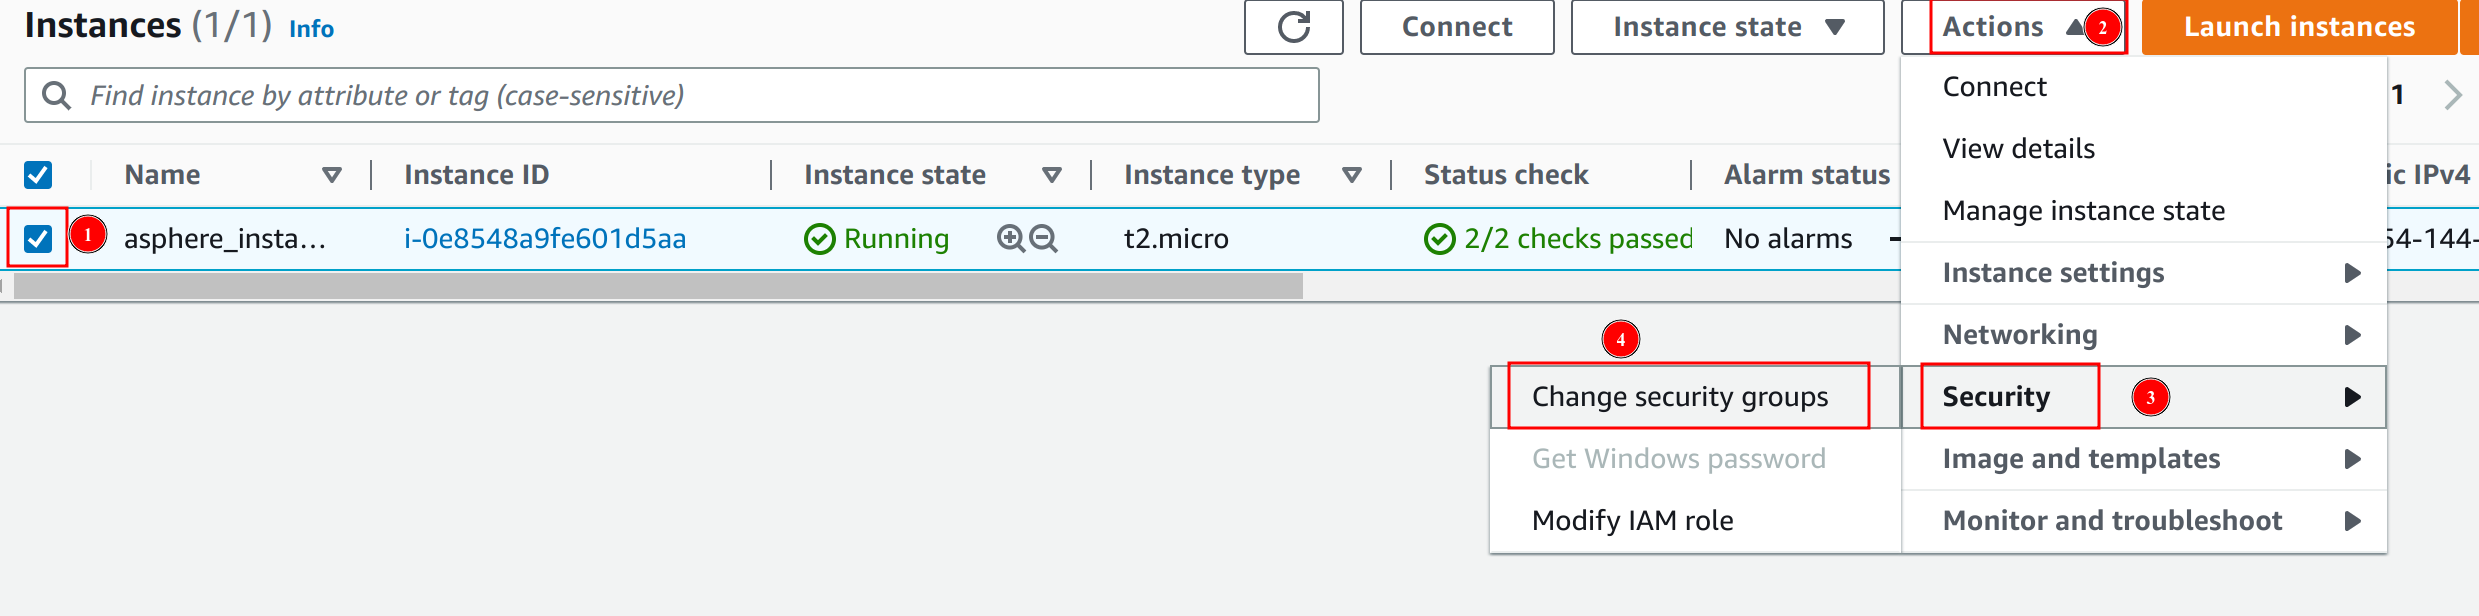 Instances (1/1) Info
Connect
Instance state
Actions
2
Launch instances
Find instance by attribute or tag (case-sensitive)
1
Name
Instance ID
Instance state
Instance type
Status check
Alarm status
ic IPv4
1
asphere_insta...
i-0e8548a9fe601d5aa
Running
t2.micro
2/2 checks passed
No alarms
54-144-
Connect
View details
Manage instance state
Instance settings
Networking
Security
3
Image and templates
Monitor and troubleshoot
4
Change security groups
Get Windows password
Modify IAM role